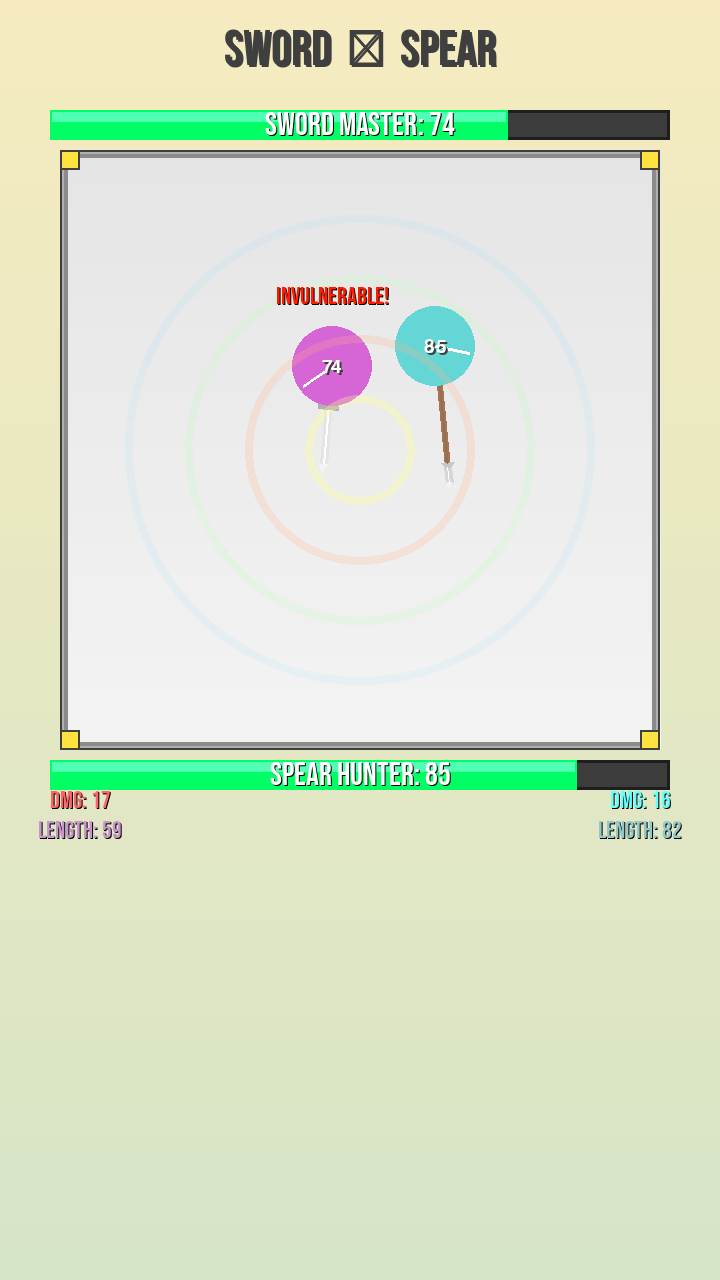 SWORD ⚔ SPEAR
SWORD MASTER: 74
INVULNERABLE!
74
85
SPEAR HUNTER: 85
DMG: 17
DMG: 16
LENGTH: 59
LENGTH: 82